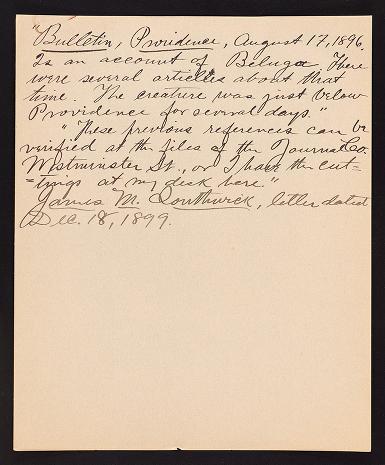 "Bulletin, Providence, August 17, 1896.
Is an account of Beluga. There
were several articles about that
time. The creature was just below
Providence for several days."
"These previous references can be
verified at the files of the Journal Co.
Westminster St., or I have the cut-
-tings at my desk here."
James M. Southwick, letter dated
Dec. 18, 1899.